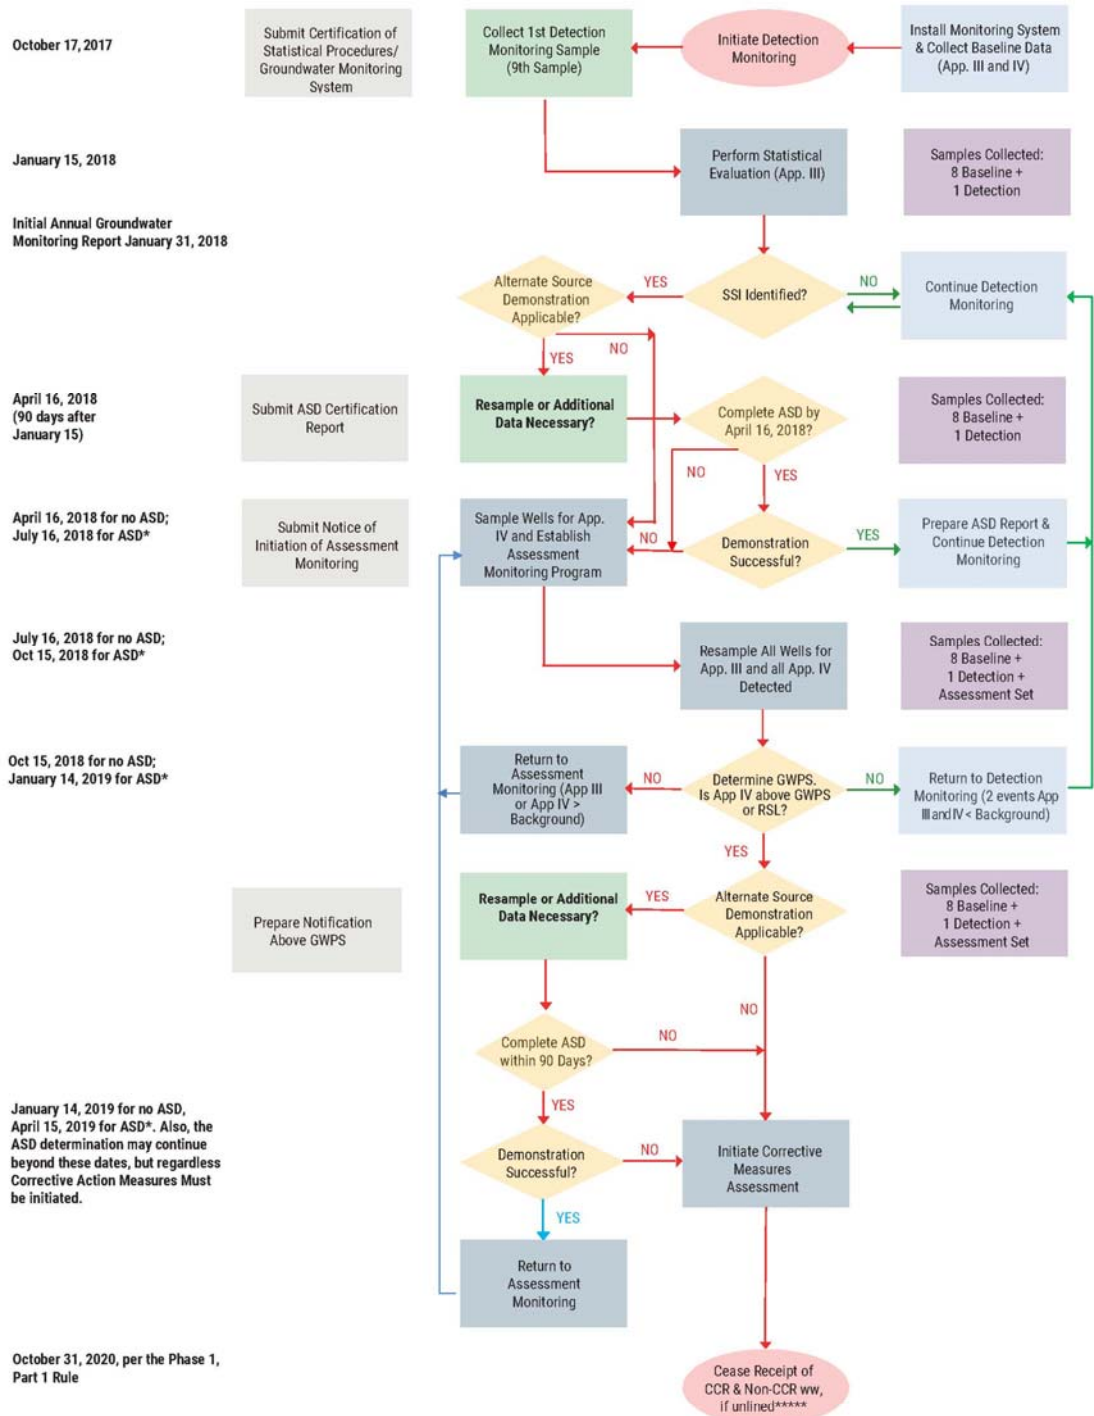 October 17, 2017
Submit Certification of
Statistical Procedures/
Groundwater Monitoring
System
Collect 1st Detection
Monitoring Sample
(9th Sample)
Initiate Detection
Monitoring
Install Monitoring System
& Collect Baseline Data
(App. III and IV)
January 15, 2018
Perform Statistical
Evaluation (App. III)
Samples Collected:
8 Baseline +
1 Detection
Initial Annual Groundwater
Monitoring Report January 31, 2018
Alternate Source
Demonstration
Applicable?
YES
SSI Identified?
NO
Continue Detection
Monitoring
NO
YES
April 16, 2018
(90 days after
January 15)
Submit ASD Certification
Report
Resample or Additional
Data Necessary?
Complete ASD by
April 16, 2018?
Samples Collected:
8 Baseline +
1 Detection
NO
YES
April 16, 2018 for no ASD;
July 16, 2018 for ASD*
Submit Notice of
Initiation of Assessment
Monitoring
Sample Wells for App.
IV and Establish
Assessment
Monitoring Program
NO
Demonstration
Successful?
YES
Prepare ASD Report &
Continue Detection
Monitoring
July 16, 2018 for no ASD;
Oct 15, 2018 for ASD*
Resample All Wells for
App. III and all App. IV
Detected
Samples Collected:
8 Baseline +
1 Detection +
Assessment Set
Oct 15, 2018 for no ASD;
January 14, 2019 for ASD*
Return to
Assessment
Monitoring (App III
or App IV >
Background)
NO
Determine GWPS.
Is App IV above GWPS
or RSL?
NO
Return to Detection
Monitoring (2 events App
III and IV < Background)
YES
Prepare Notification
Above GWPS
Resample or Additional
Data Necessary?
YES
Alternate Source
Demonstration
Applicable?
Samples Collected:
8 Baseline +
1 Detection +
Assessment Set
NO
Complete ASD
within 90 Days?
NO
YES
January 14, 2019 for no ASD,
April 15, 2019 for ASD*. Also, the
ASD determination may continue
beyond these dates, but regardless
Corrective Action Measures Must
be initiated.
Demonstration
Successful?
NO
Initiate Corrective
Measures
Assessment
YES
Return to
Assessment
Monitoring
October 31, 2020, per the Phase 1,
Part 1 Rule
Cease Receipt of
CCR & Non-CCR ww,
if unlined*****